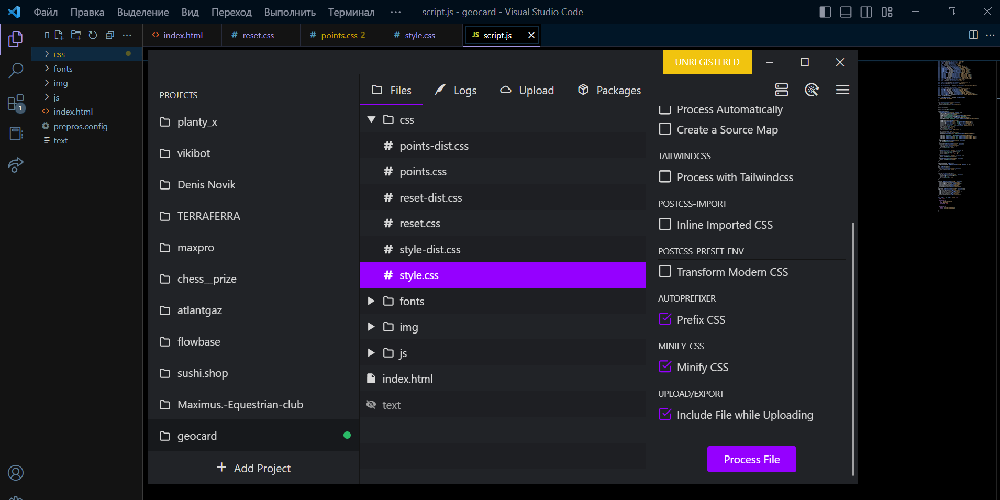 Файл Правка Выделение Вид Переход Выполнить Терминал ··· script.js - geocard - Visual Studio Code
index.html
# reset.css
# points.css 2
# style.css
JS script.js
css
fonts
img
js
index.html
prepros.config
text
1
UNREGISTERED
PROJECTS
planty_x
vikibot
Denis Novik
TERRAFERRA
maxpro
chess__prize
atlantgaz
flowbase
sushi.shop
Maximus.-Equestrian-club
geocard
+ Add Project
Files
Logs
Upload
Packages
css
# points-dist.css
# points.css
# reset-dist.css
# reset.css
# style-dist.css
# style.css
fonts
img
js
index.html
text
Process Automatically
Create a Source Map
TAILWINDCSS
Process with Tailwindcss
POSTCSS-IMPORT
Inline Imported CSS
POSTCSS-PRESET-ENV
Transform Modern CSS
AUTOPREFIXER
Prefix CSS
MINIFY-CSS
Minify CSS
UPLOAD/EXPORT
Include File while Uploading
Process File